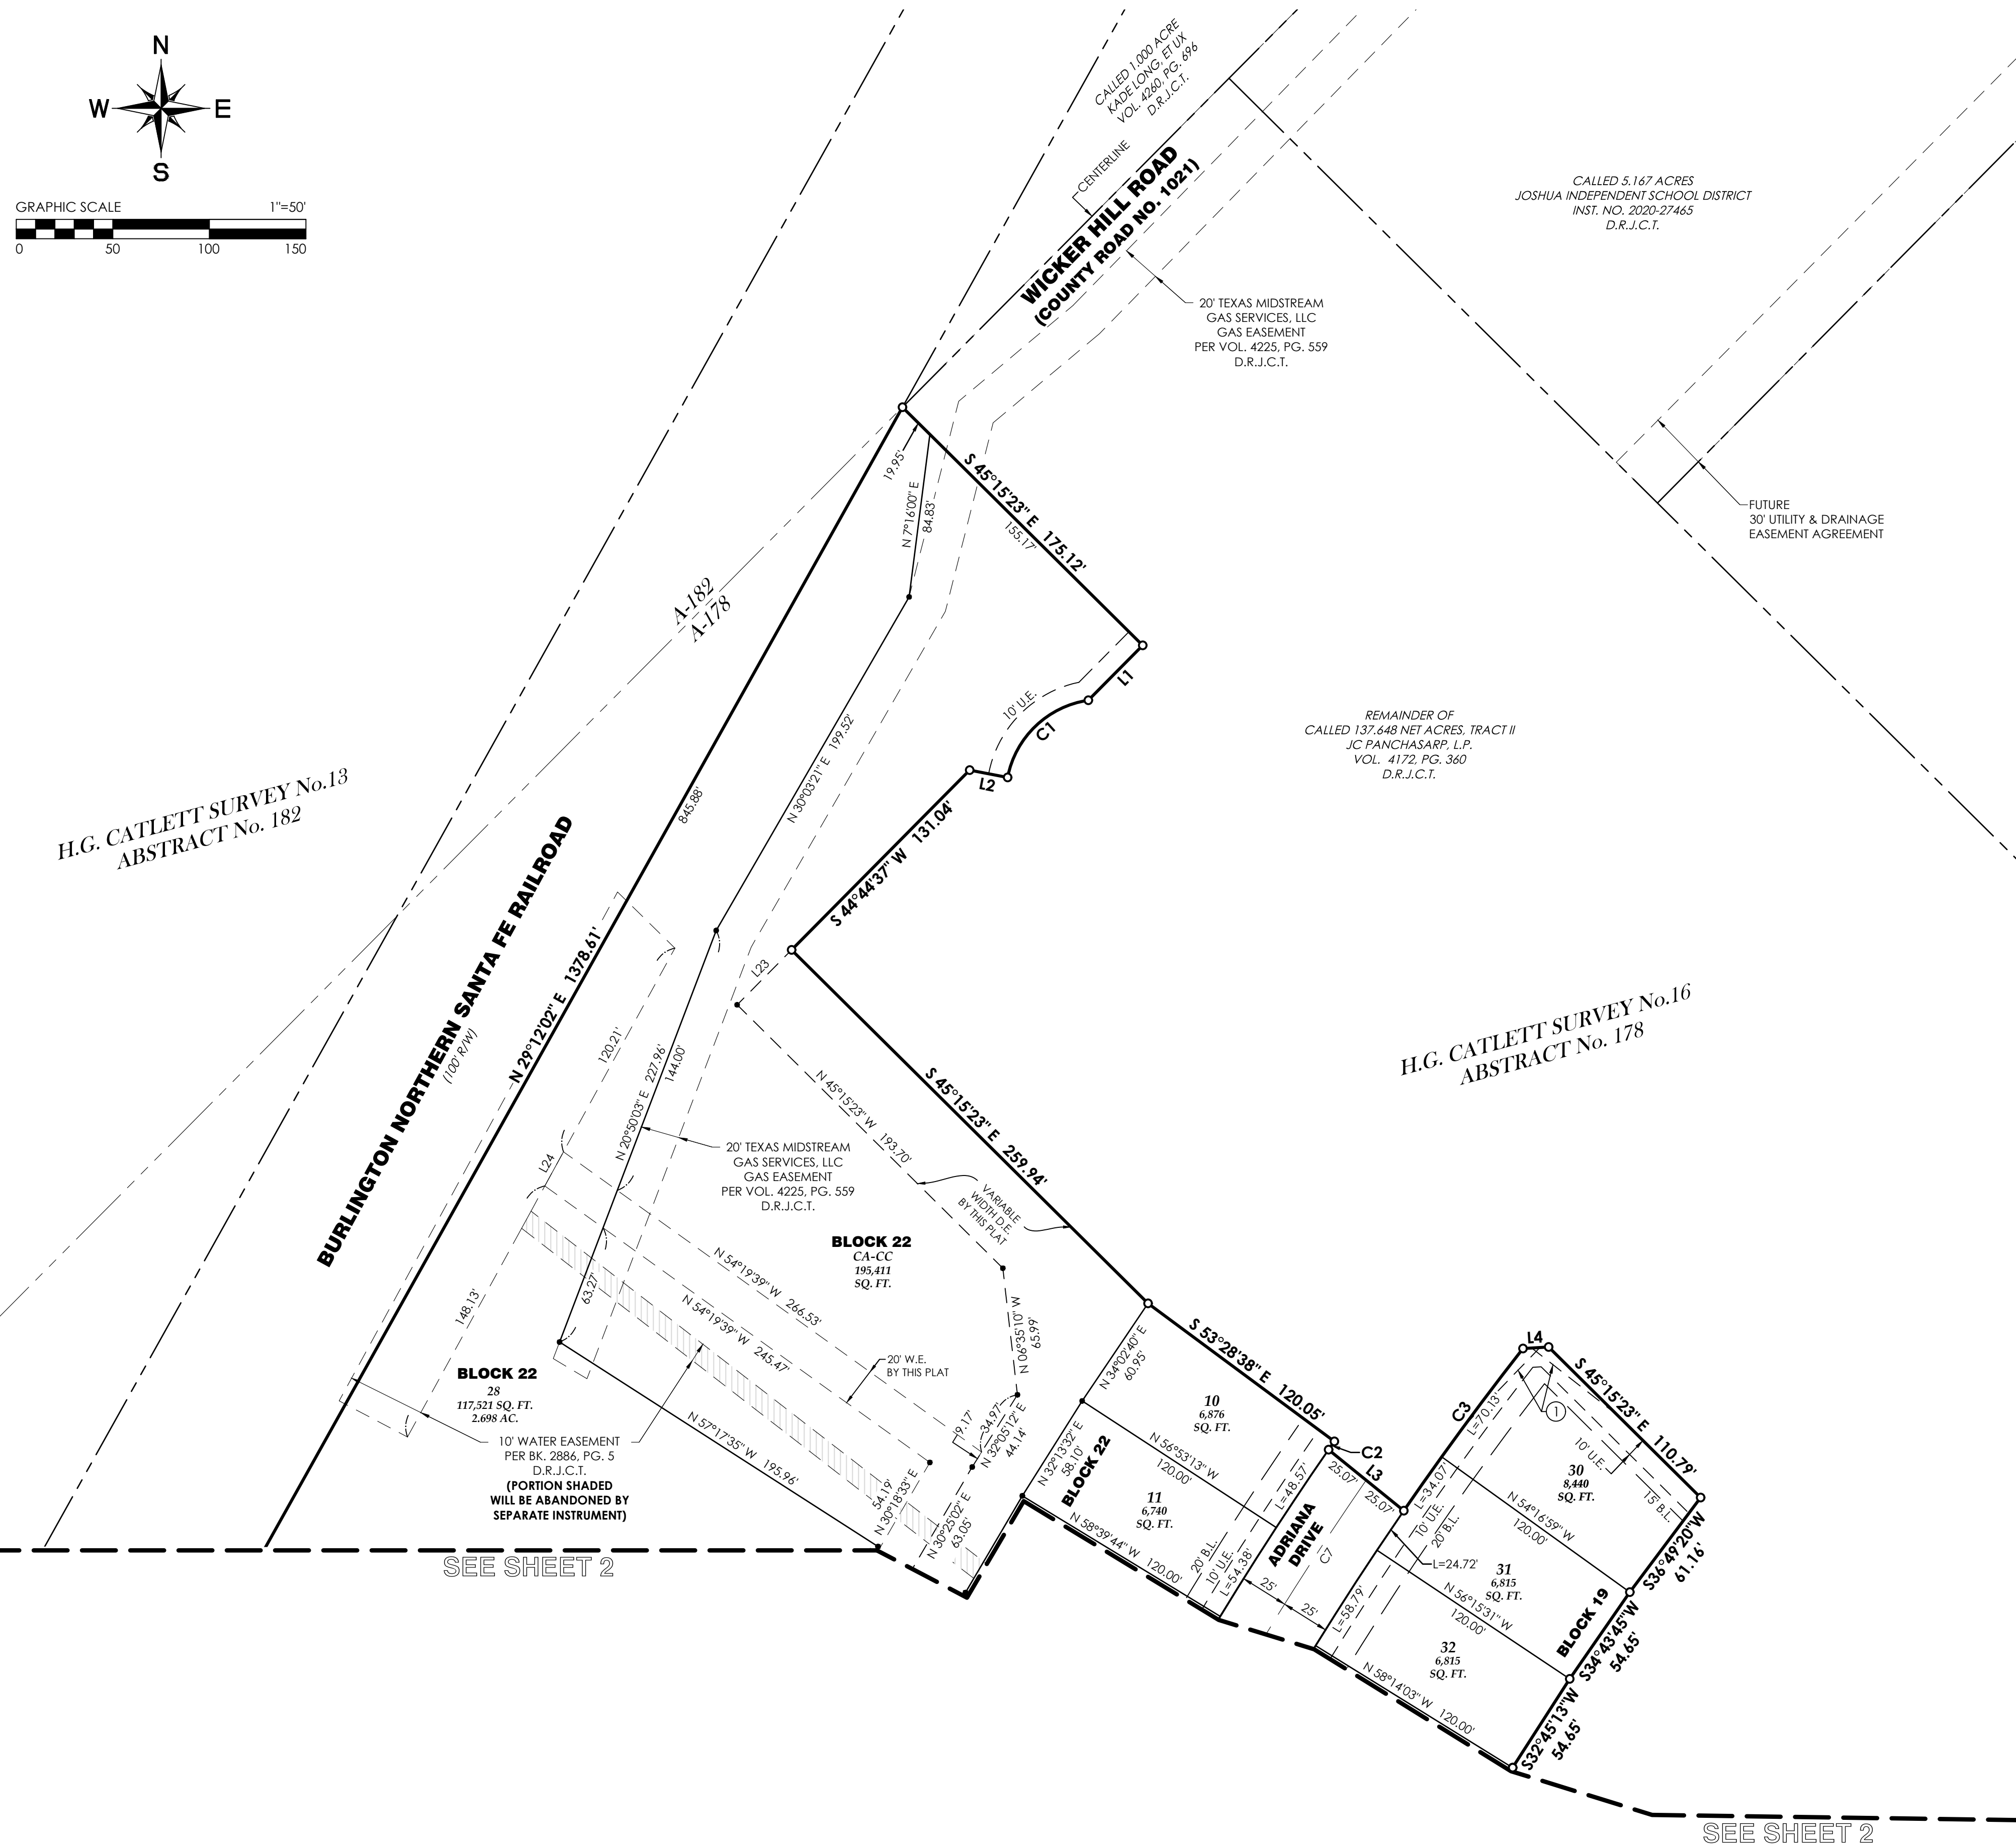 N
W
E
S
GRAPHIC SCALE 1"=50'
0 50 100 150
CALLED 1.000 ACRE
KADE LONG, ET UX
VOL. 4260, PG. 696
D.R.J.C.T.
CENTERLINE
WICKER HILL ROAD
(COUNTY ROAD NO. 1021)
CALLED 5.167 ACRES
JOSHUA INDEPENDENT SCHOOL DISTRICT
INST. NO. 2020-27465
D.R.J.C.T.
20' TEXAS MIDSTREAM
GAS SERVICES, LLC
GAS EASEMENT
PER VOL. 4225, PG. 559
D.R.J.C.T.
FUTURE
30' UTILITY & DRAINAGE
EASEMENT AGREEMENT
19.95'
N 7°16'00" E
84.83'
S 45°15'23" E 175.12'
155.17'
A-182
A-178
L1
10' U.E.
C1
L2
N 30°03'21" E 199.52'
845.88'
S 44°44'37" W 131.04'
REMAINDER OF
CALLED 137.648 NET ACRES, TRACT II
JC PANCHASARP, L.P.
VOL. 4172, PG. 360
D.R.J.C.T.
H.G. CATLETT SURVEY No.13
ABSTRACT No. 182
BURLINGTON NORTHERN SANTA FE RAILROAD
(100' R/W)
N 29°12'02" E 1378.61'
L23
120.21'
N 20°50'03" E 227.96'
144.00'
H.G. CATLETT SURVEY No.16
ABSTRACT No. 178
N 45°15'23" W 193.70'
S 45°15'23" E 259.94'
L24
20' TEXAS MIDSTREAM
GAS SERVICES, LLC
GAS EASEMENT
PER VOL. 4225, PG. 559
D.R.J.C.T.
VARIABLE
WIDTH D.E.
BY THIS PLAT
BLOCK 22
CA-CC
195,411
SQ. FT.
N 54°19'39" W 266.53'
N 54°19'39" W 245.47'
63.27'
148.13'
N 06°35'10" W
65.99'
20' W.E.
BY THIS PLAT
BLOCK 22
28
117,521 SQ. FT.
2.698 AC.
10' WATER EASEMENT
PER BK. 2886, PG. 5
D.R.J.C.T.
(PORTION SHADED
WILL BE ABANDONED BY
SEPARATE INSTRUMENT)
N 57°17'35" W 195.96'
9.17'
34.97'
N 32°05'12" E
44.14'
54.19'
N 30°18'33" E
N 30°25'02" E
63.05'
N 34°02'40" E
60.95'
S 53°28'38" E 120.05'
10
6,876
SQ. FT.
N 32°13'32" E
58.10'
BLOCK 22
N 56°53'13" W
120.00'
11
6,740
SQ. FT.
N 58°39'44" W 120.00'
L=48.57'
L=54.38'
20' B.L.
10' U.E.
C2
25.07'
L3
25.07'
ADRIANA
DRIVE
C7
25'
25'
L4
C3
L=70.13'
1
S 45°15'23" E 110.79'
10' U.E.
15' B.L.
30
8,440
SQ. FT.
L=34.07'
10' U.E.
20' B.L.
N 54°16'59" W
120.00'
L=24.72'
31
6,815
SQ. FT.
S36°49'20"W
61.16'
N 56°15'31" W
120.00'
BLOCK 19
S34°43'45"W
54.65'
L=58.79'
32
6,815
SQ. FT.
N 58°14'03" W 120.00'
S32°45'13"W
54.65'
SEE SHEET 2
SEE SHEET 2